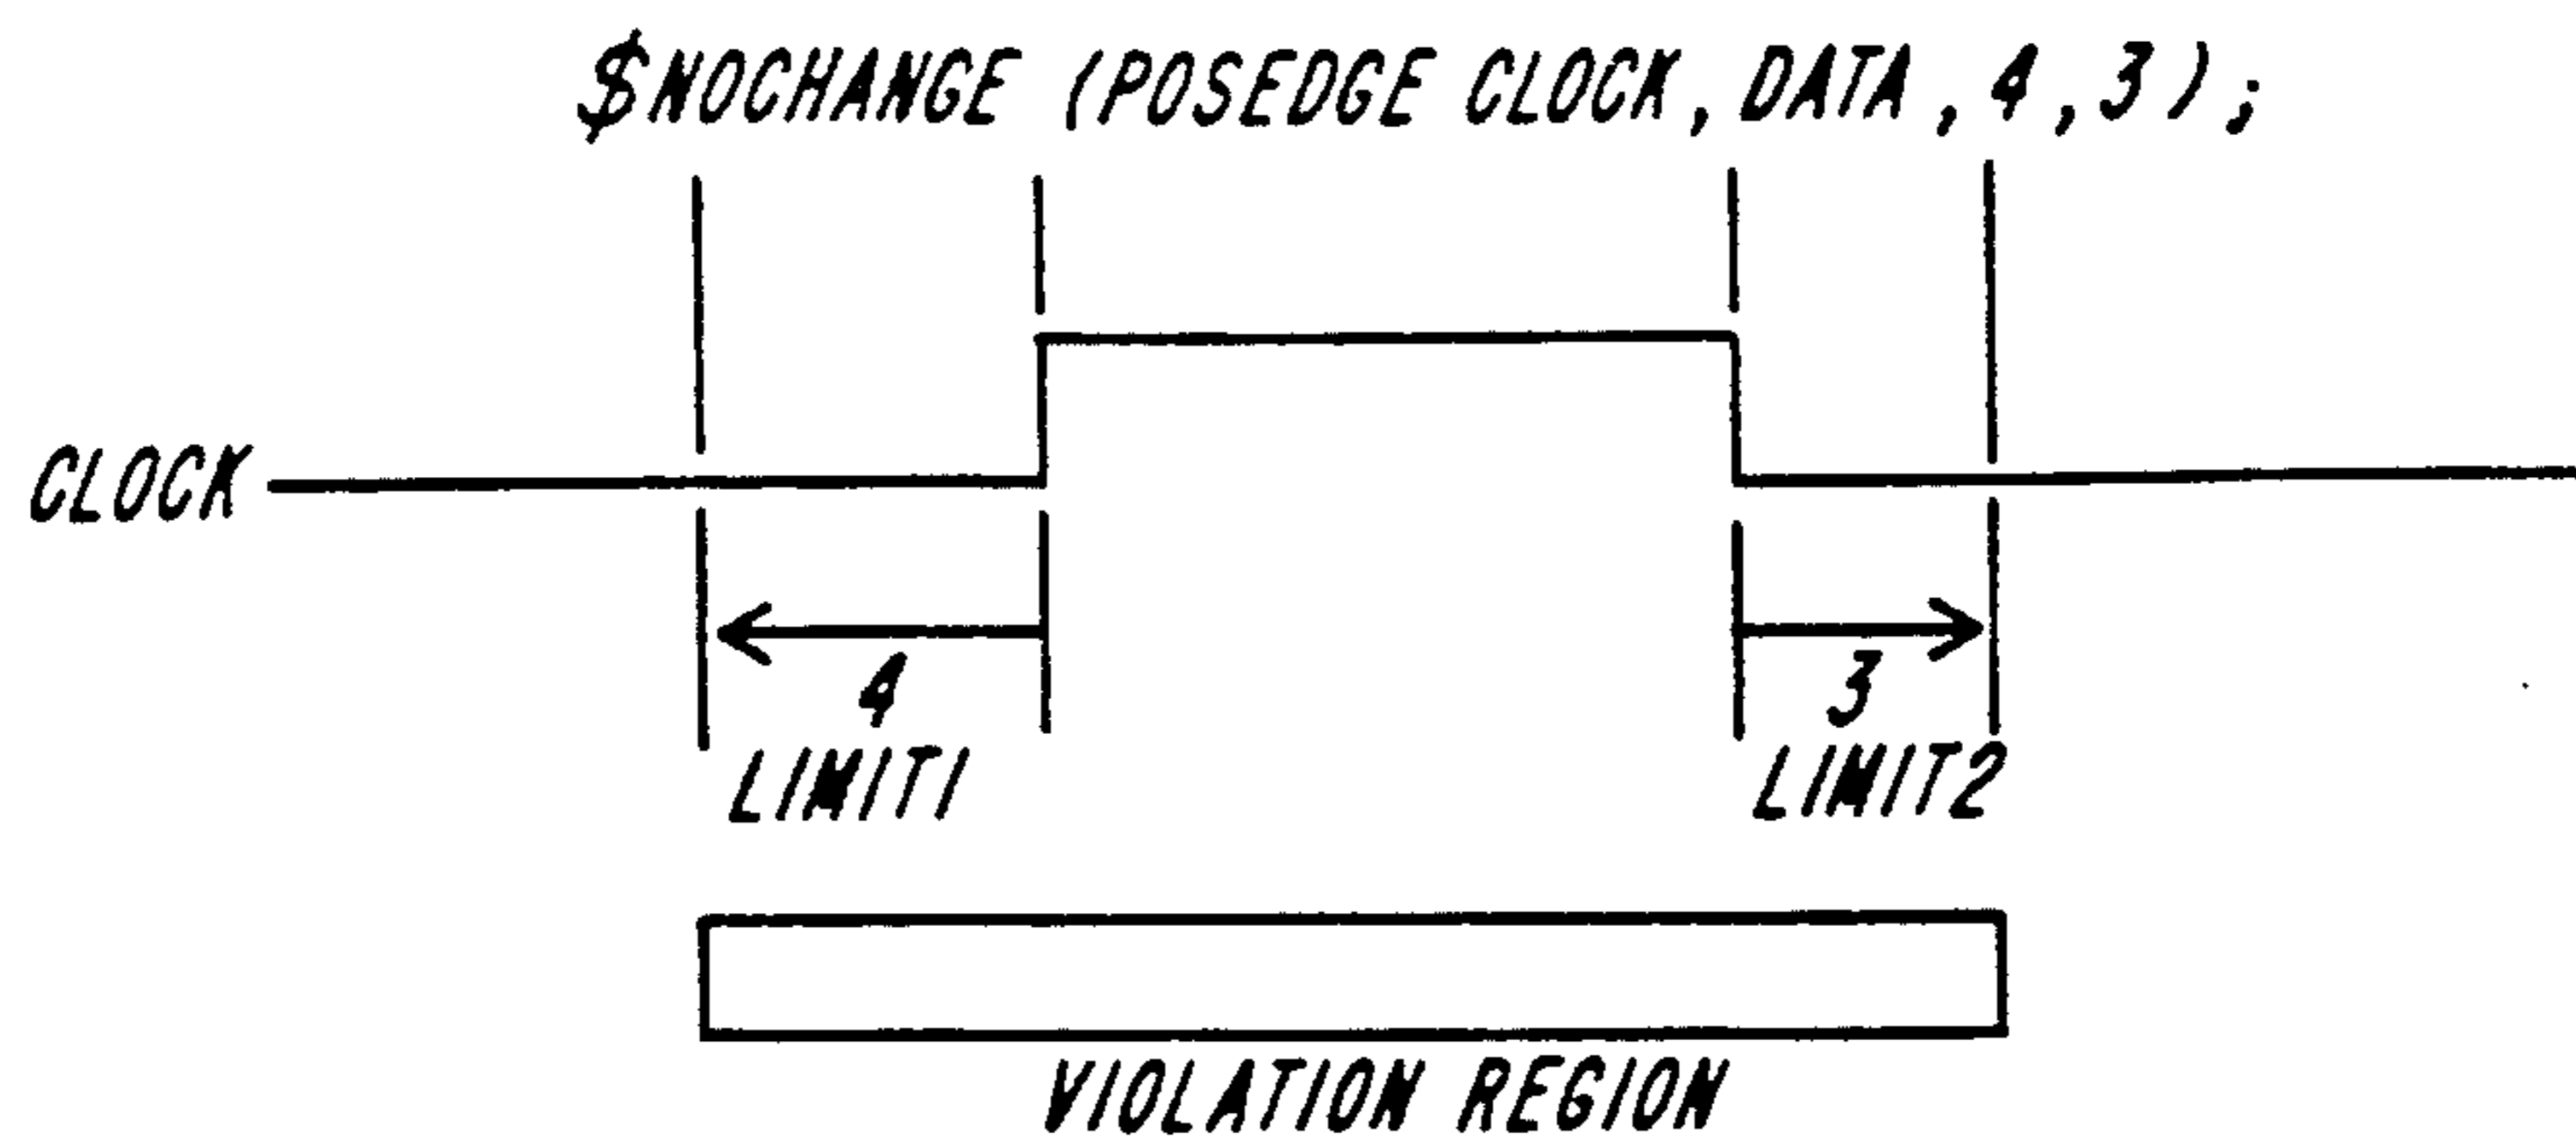 $NOCHANGE (POSEDGE CLOCK, DATA, 4, 3);
CLOCK
4
3
LIMIT1
LIMIT2
VIOLATION REGION